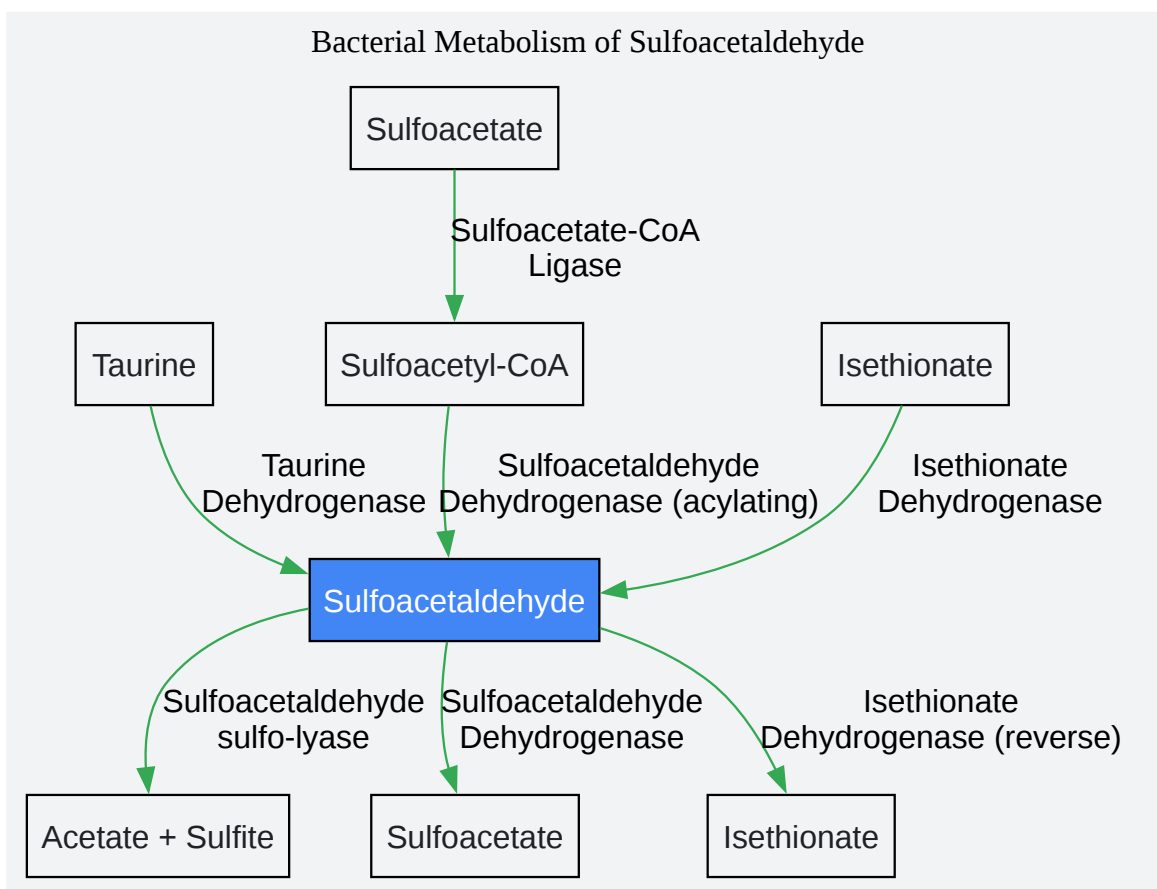 Bacterial Metabolism of Sulfoacetaldehyde
Sulfoacetate
Sulfoacetate-CoA
Ligase
Taurine
Sulfoacetyl-CoA
Isethionate
Taurine
Dehydrogenase
Sulfoacetaldehyde
Dehydrogenase (acylating)
Isethionate
Dehydrogenase
Sulfoacetaldehyde
Sulfoacetaldehyde
sulfo-lyase
Sulfoacetaldehyde
Dehydrogenase
Isethionate
Dehydrogenase (reverse)
Acetate + Sulfite
Sulfoacetate
Isethionate